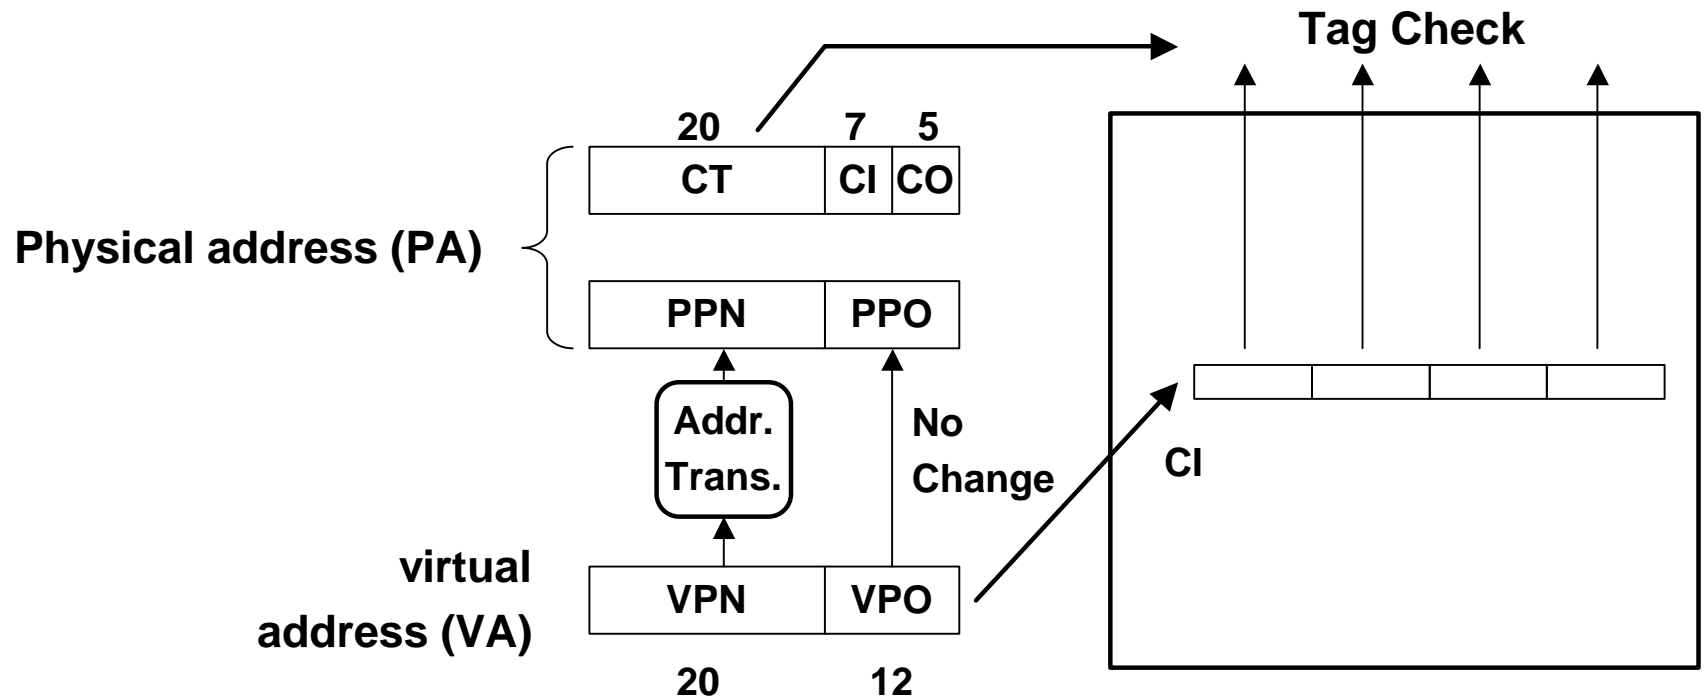 Tag Check
20 7 5
CT CI CO
Physical address (PA)
PPN PPO
Addr.
Trans.
No
Change
CI
virtual
address (VA)
VPN VPO
20 12